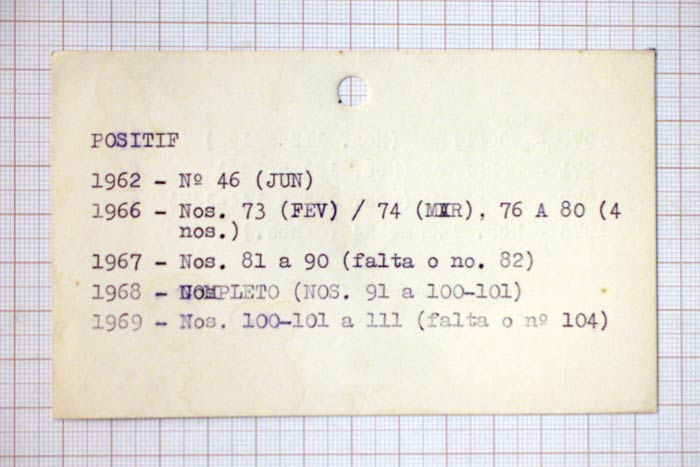 POSITIF
1962 - Nº 46 (JUN)
1966 - Nos. 73 (FEV) / 74 (MAR), 76 A 80 (4
nos.)
1967 - Nos. 81 a 90 (falta o no. 82)
1968 - COMPLETO (NOS. 91 a 100-101)
1969 - Nos. 100-101 a 111 (falta o nº 104)